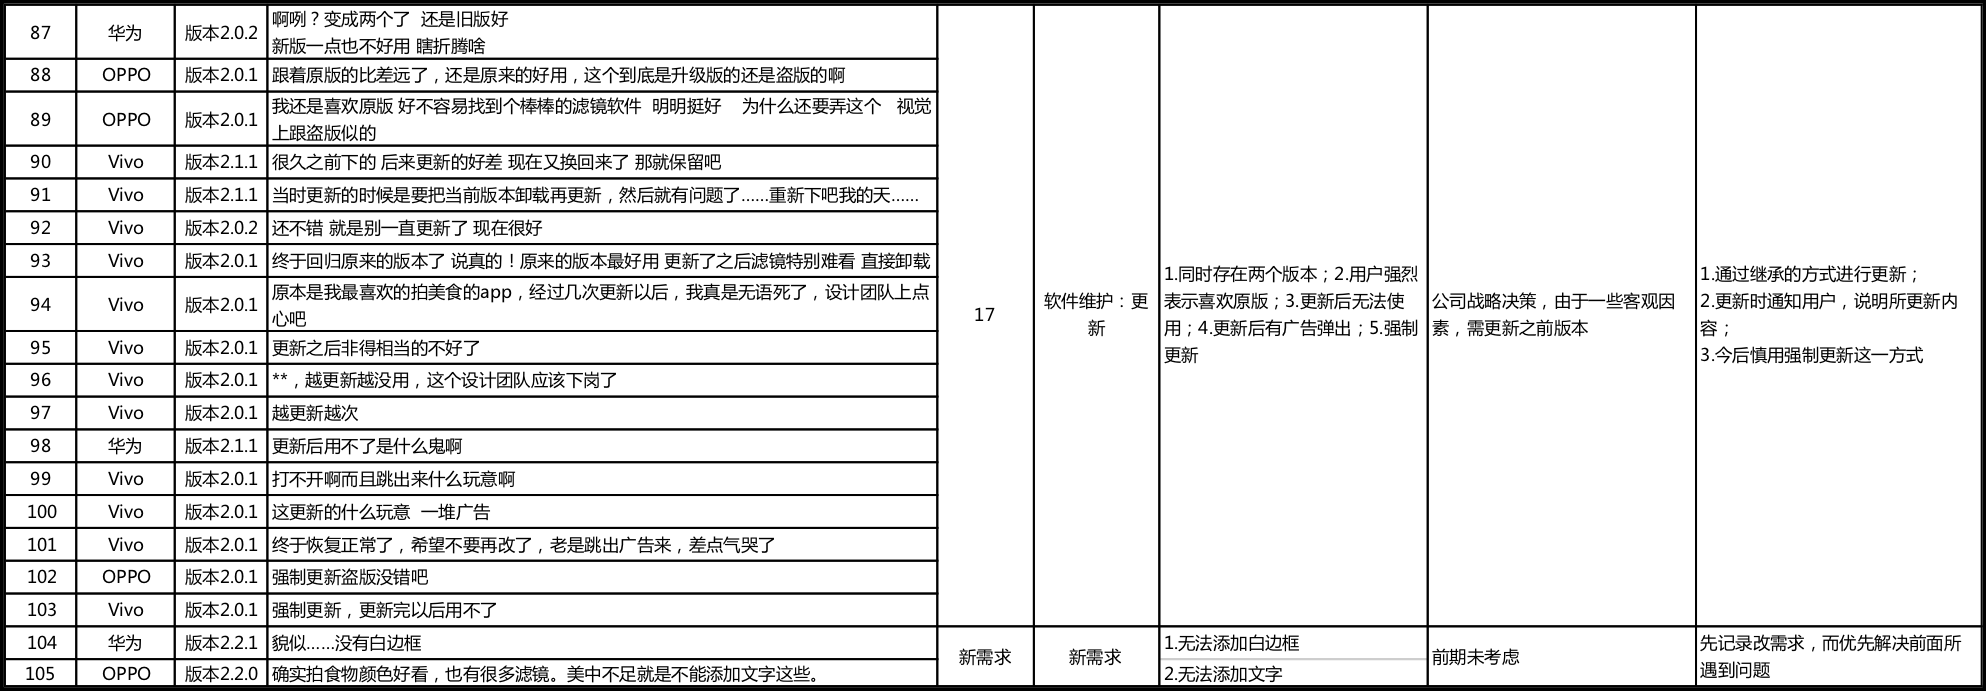 87 华为 版本2.0.2 啊咧？变成两个了 还是旧版好
新版一点也不好用 瞎折腾啥
88 OPPO 版本2.0.1 跟着原版的比差远了，还是原来的好用，这个到底是升级版的还是盗版的啊
89 OPPO 版本2.0.1 我还是喜欢原版 好不容易找到个棒棒的滤镜软件 明明挺好 为什么还要弄这个 视觉
上跟盗版似的
90 Vivo 版本2.1.1 很久之前下的 后来更新的好差 现在又换回来了 那就保留吧
91 Vivo 版本2.1.1 当时更新的时候是要把当前版本卸载再更新，然后就有问题了......重新下吧我的天......
92 Vivo 版本2.0.2 还不错 就是别一直更新了 现在很好
93 Vivo 版本2.0.1 终于回归原来的版本了 说真的！原来的版本最好用 更新了之后滤镜特别难看 直接卸载
94 Vivo 版本2.0.1 原本是我最喜欢的拍美食的app，经过几次更新以后，我真是无语死了，设计团队上点
心吧
95 Vivo 版本2.0.1 更新之后非得相当的不好了
96 Vivo 版本2.0.1 **，越更新越没用，这个设计团队应该下岗了
97 Vivo 版本2.0.1 越更新越次
98 华为 版本2.1.1 更新后用不了是什么鬼啊
99 Vivo 版本2.0.1 打不开啊而且跳出来什么玩意啊
100 Vivo 版本2.0.1 这更新的什么玩意 一堆广告
101 Vivo 版本2.0.1 终于恢复正常了，希望不要再改了，老是跳出广告来，差点气哭了
102 OPPO 版本2.0.1 强制更新盗版没错吧
103 Vivo 版本2.0.1 强制更新，更新完以后用不了
17
软件维护：更
新
1.同时存在两个版本；2.用户强烈
表示喜欢原版；3.更新后无法使
用；4.更新后有广告弹出；5.强制
更新
公司战略决策，由于一些客观因
素，需更新之前版本
1.通过继承的方式进行更新；
2.更新时通知用户，说明所更新内
容；
3.今后慎用强制更新这一方式
104 华为 版本2.2.1 貌似......没有白边框
105 OPPO 版本2.2.0 确实拍食物颜色好看，也有很多滤镜。美中不足就是不能添加文字这些。
新需求
新需求
1.无法添加白边框
2.无法添加文字
前期未考虑
先记录改需求，而优先解决前面所
遇到问题